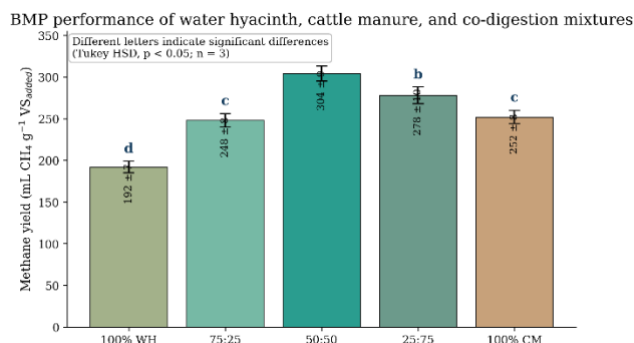 BMP performance of water hyacinth, cattle manure, and co-digestion mixtures
Different letters indicate significant differences
(Tukey HSD, p < 0.05; n = 3)
Methane yield (mL CH₄ g⁻¹ VSadded)
350
300
250
200
150
100
50
0
d
c
b
c
192 ±
248 ±
304 ±
278 ±
252 ±
100% WH
75:25
50:50
25:75
100% CM